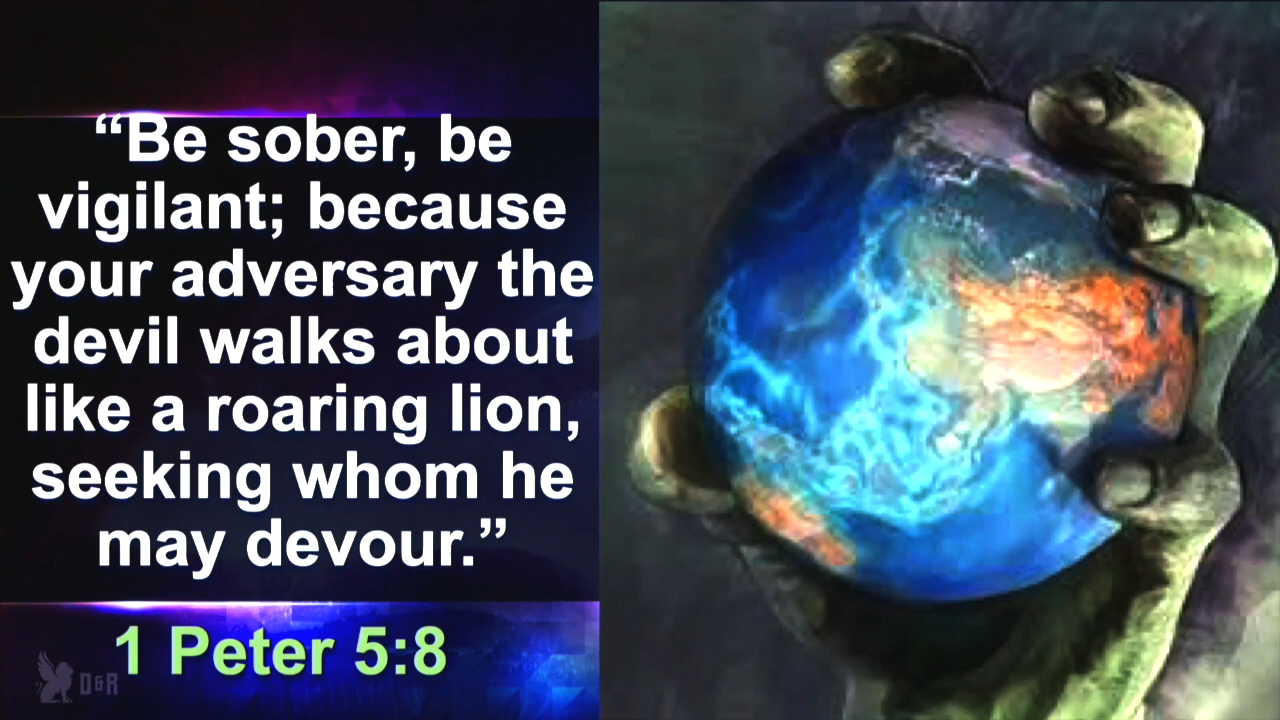 “Be sober, be
vigilant; because
your adversary the
devil walks about
like a roaring lion,
seeking whom he
may devour.”
1 Peter 5:8
D&R